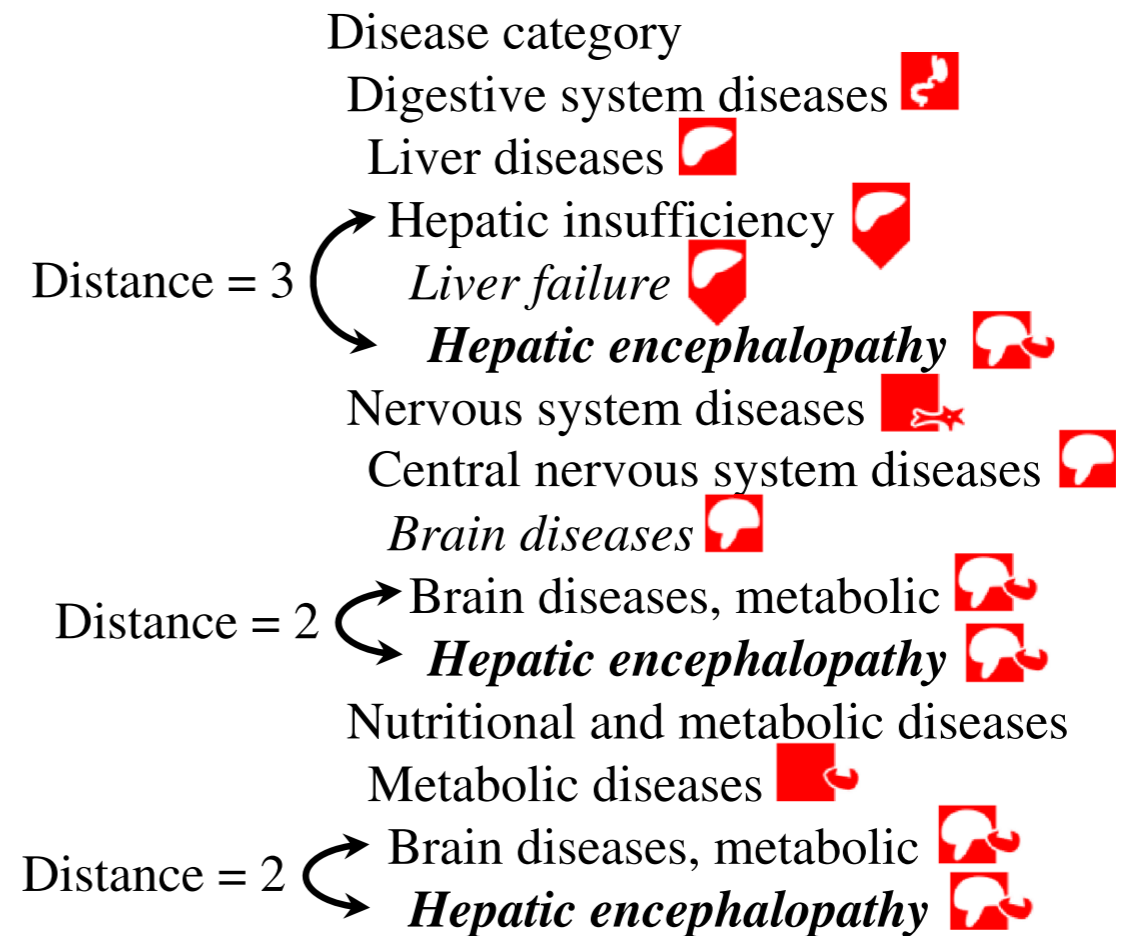 Disease category
Digestive system diseases
Liver diseases
Hepatic insufficiency
Distance = 3
Liver failure
Hepatic encephalopathy
Nervous system diseases
Central nervous system diseases
Brain diseases
Brain diseases, metabolic
Distance = 2
Hepatic encephalopathy
Nutritional and metabolic diseases
Metabolic diseases
Brain diseases, metabolic
Distance = 2
Hepatic encephalopathy